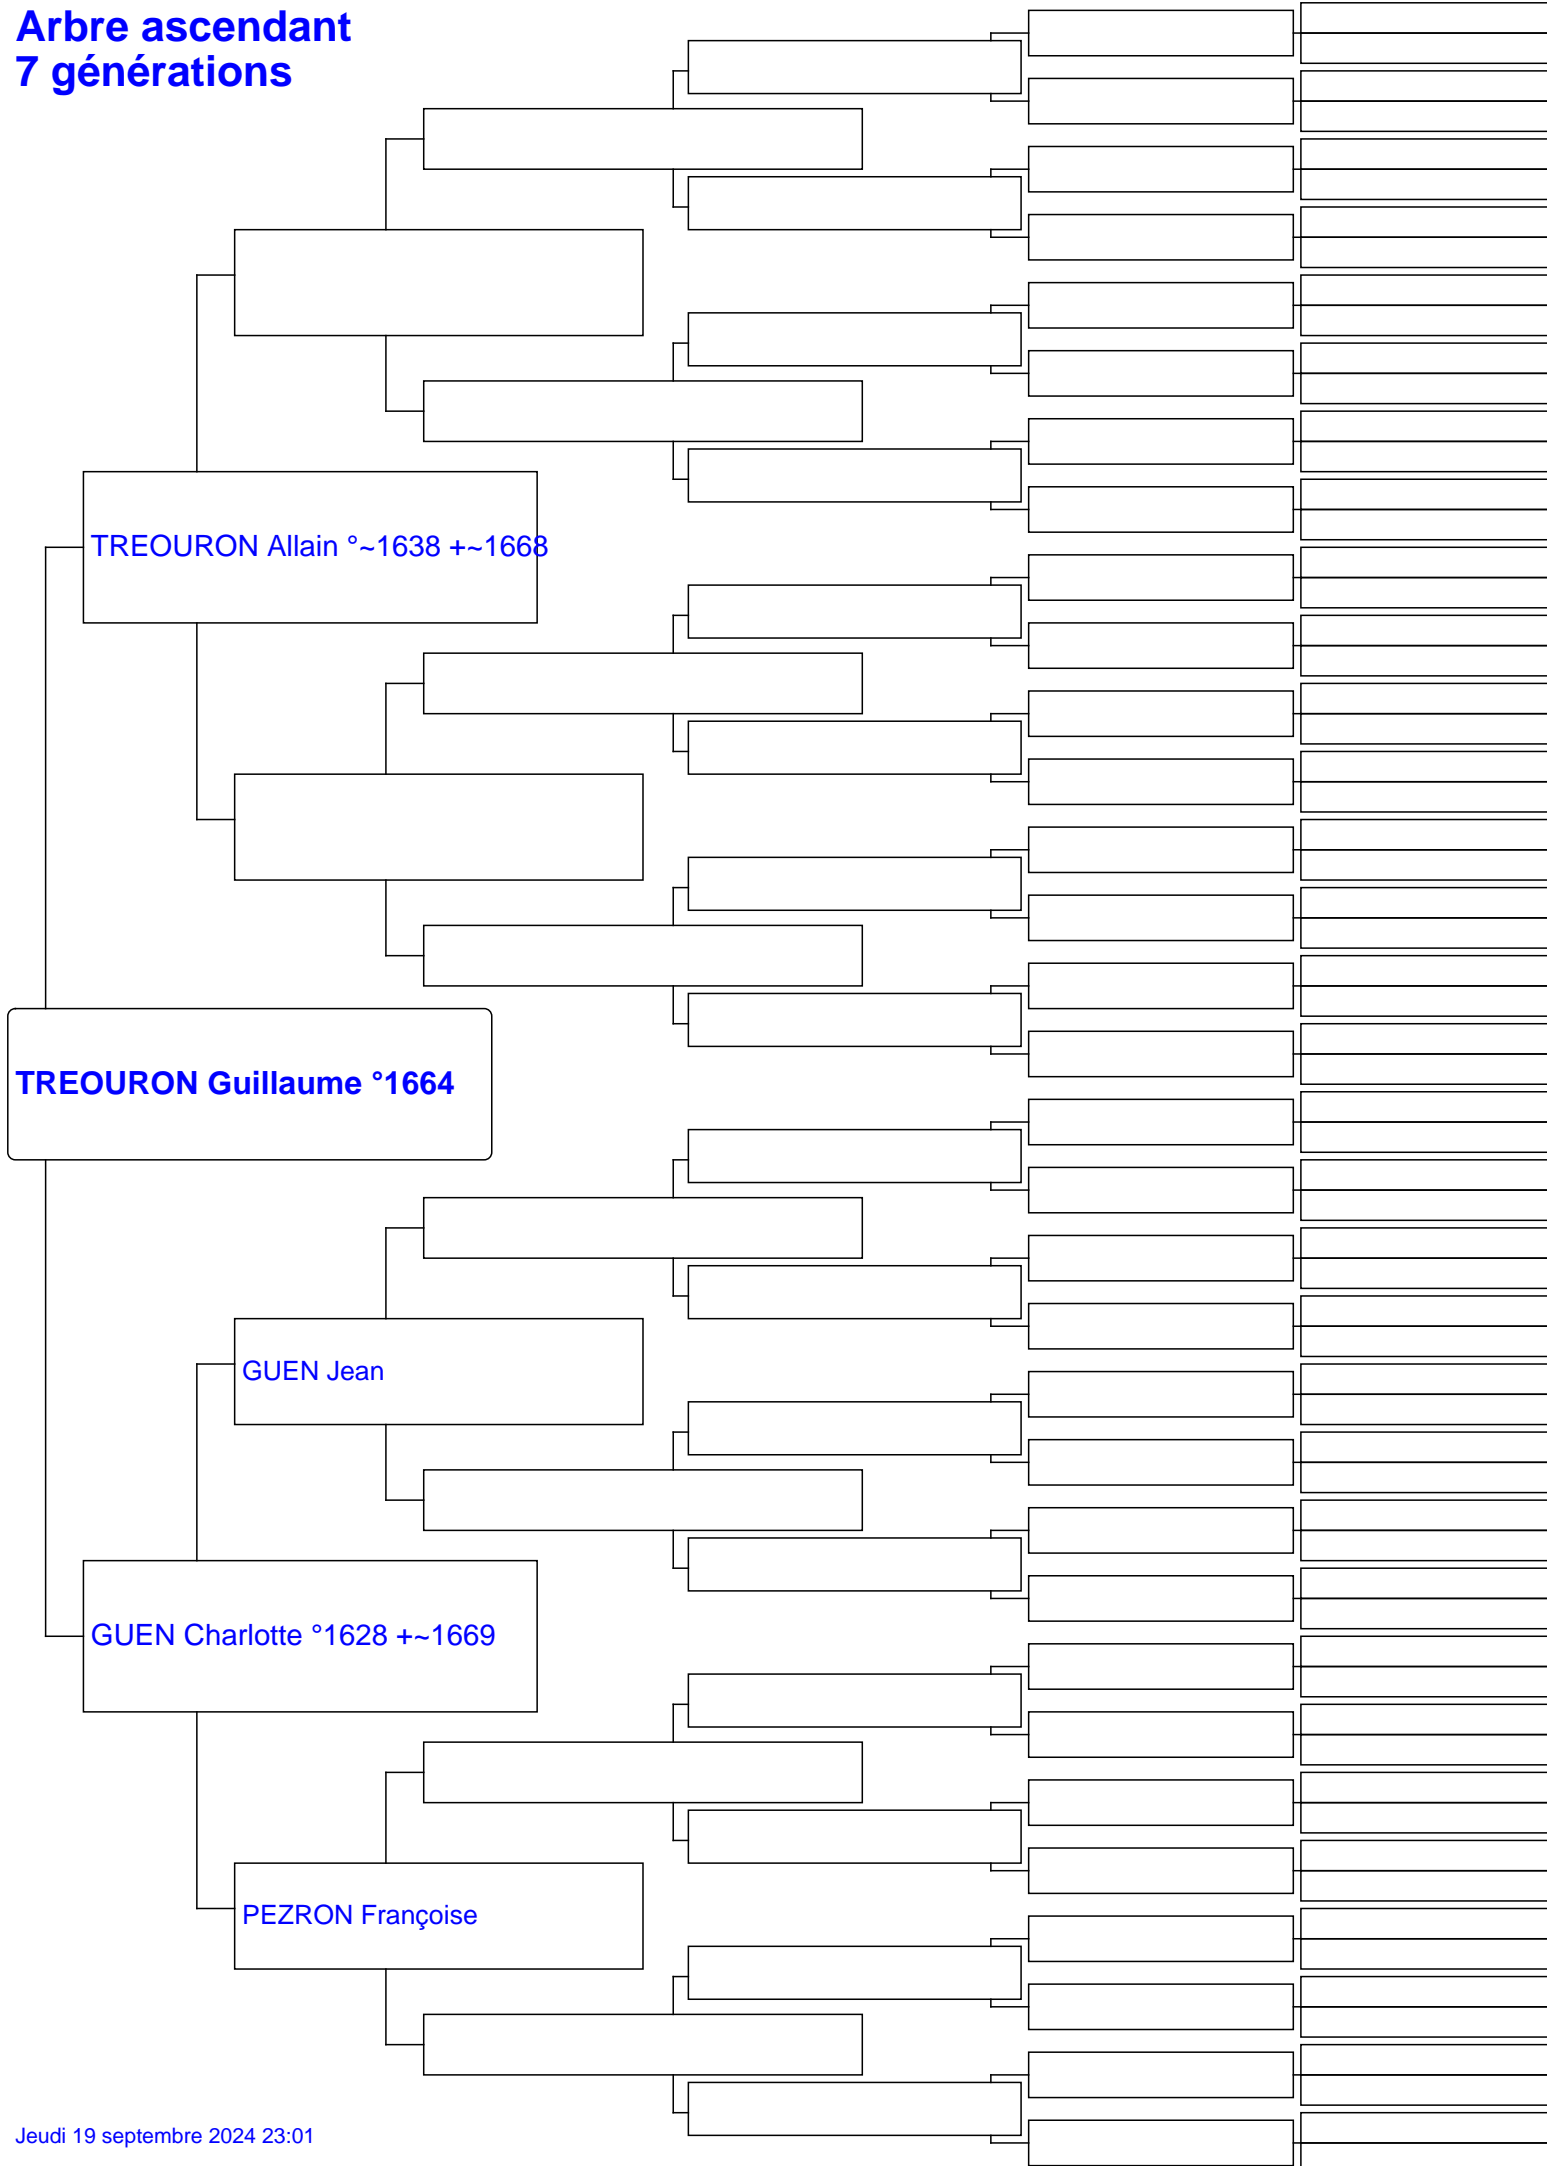 Arbre ascendant
7 générations
TREOURON Allain °~1638 +~1668
TREOURON Guillaume °1664
GUEN Jean
GUEN Charlotte °1628 +~1669
PEZRON Françoise
Jeudi 19 septembre 2024 23:01